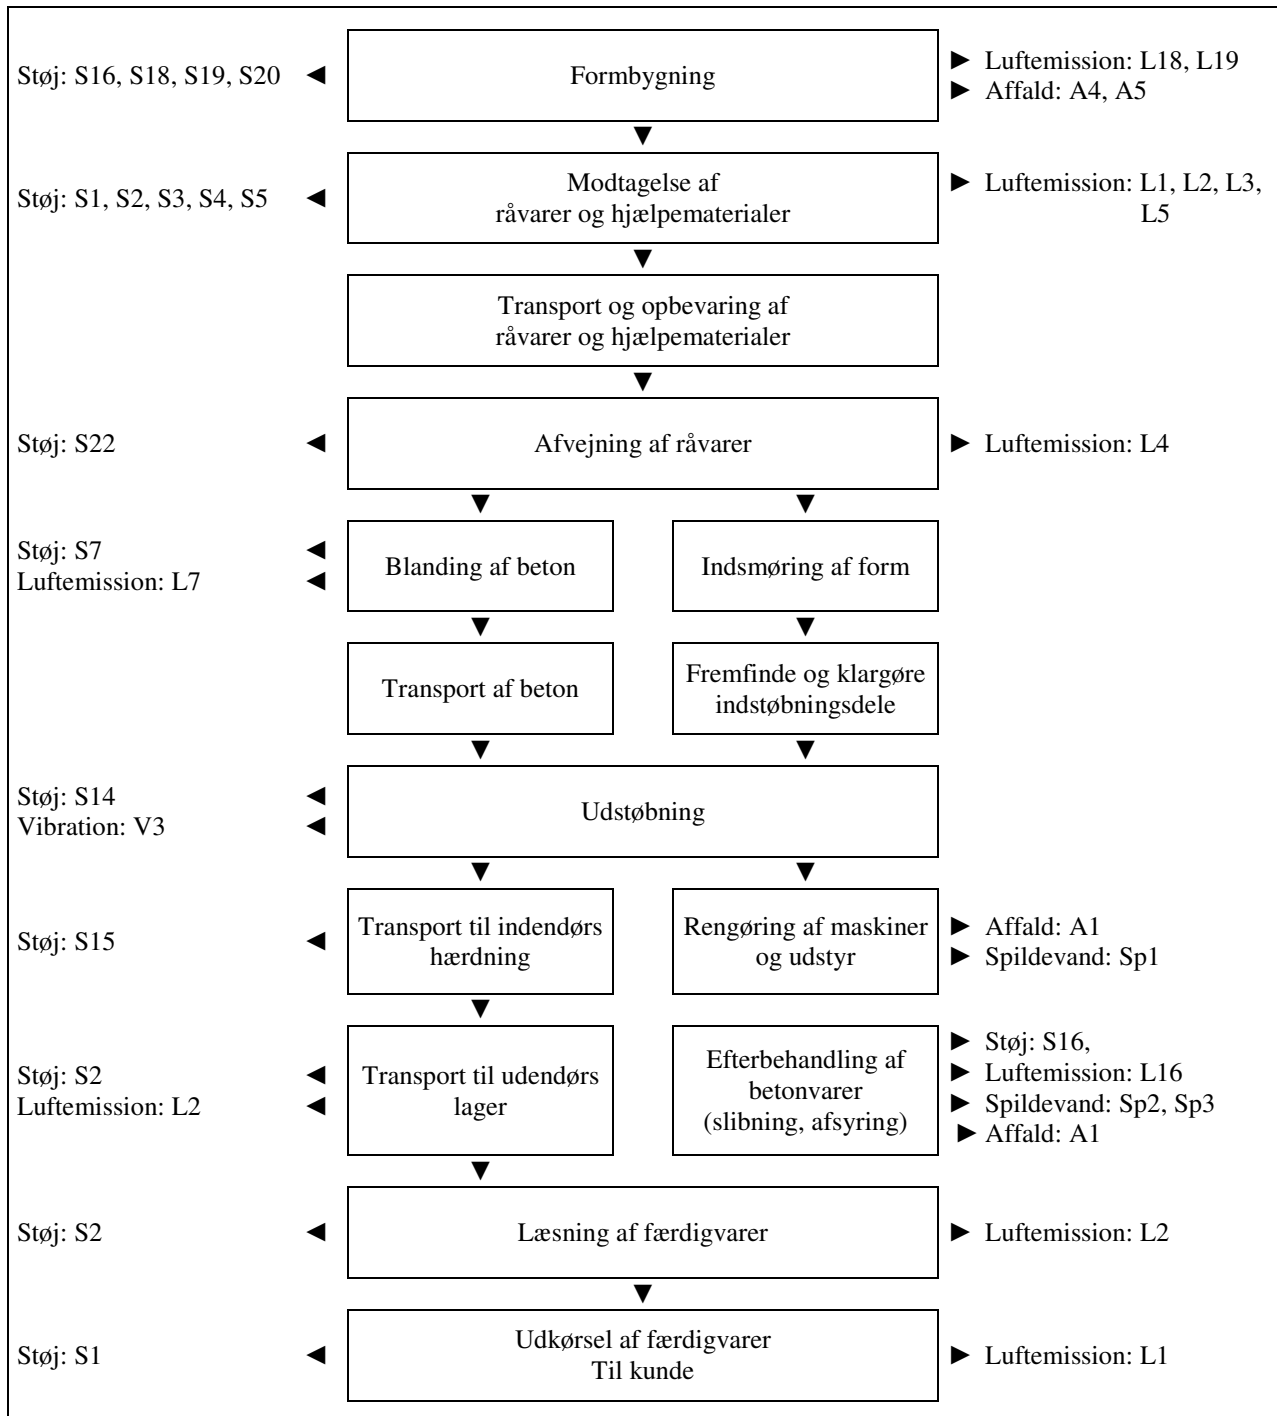 Støj: S16, S18, S19, S20 ◄
Formbygning
► Luftemission: L18, L19
► Affald: A4, A5
▼
Støj: S1, S2, S3, S4, S5 ◄
Modtagelse af
råvarer og hjælpematerialer
► Luftemission: L1, L2, L3,
L5
▼
Transport og opbevaring af
råvarer og hjælpematerialer
▼
Støj: S22 ◄
Afvejning af råvarer
► Luftemission: L4
▼ ▼
Støj: S7 ◄
Luftemission: L7 ◄
Blanding af beton
Indsmøring af form
▼ ▼
Transport af beton
Fremfinde og klargøre
indstøbningsdele
▼ ▼
Støj: S14 ◄
Vibration: V3 ◄
Udstøbning
▼ ▼
Støj: S15 ◄
Transport til indendørs
hærdning
Rengøring af maskiner
og udstyr
► Affald: A1
► Spildevand: Sp1
▼
Støj: S2 ◄
Luftemission: L2 ◄
Transport til udendørs
lager
Efterbehandling af
betonvarer
(slibning, afsyring)
► Støj: S16,
► Luftemission: L16
► Spildevand: Sp2, Sp3
► Affald: A1
▼
Støj: S2 ◄
Læsning af færdigvarer
► Luftemission: L2
▼
Støj: S1 ◄
Udkørsel af færdigvarer
Til kunde
► Luftemission: L1